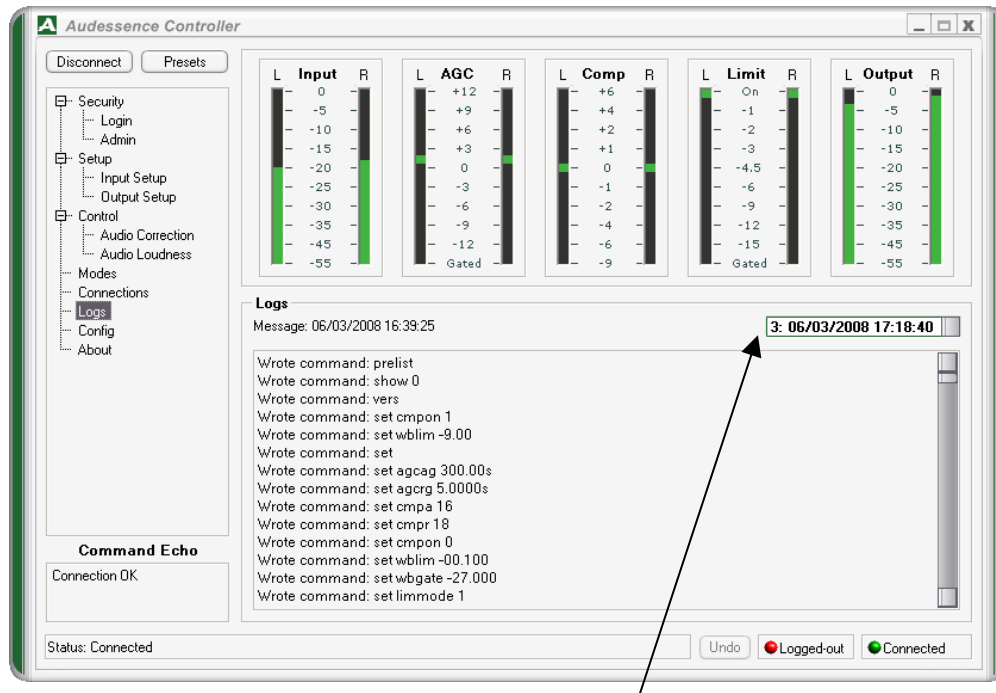 Audessence Controller
Disconnect Presets
Security
Login
Admin
Setup
Input Setup
Output Setup
Control
Audio Correction
Audio Loudness
Modes
Connections
Logs
Config
About
Command Echo
Connection OK
L Input R
0
-5
-10
-15
-20
-25
-30
-35
-45
-55
L AGC R
+12
+9
+6
+3
0
-3
-6
-9
-12
Gated
L Comp R
+6
+4
+2
+1
0
-1
-2
-4
-6
-9
L Limit R
On
-1
-2
-3
-4.5
-6
-9
-12
-15
Gated
L Output R
0
-5
-10
-15
-20
-25
-30
-35
-45
-55
Logs
Message: 06/03/2008 16:39:25
3: 06/03/2008 17:18:40
Wrote command: prelist
Wrote command: show 0
Wrote command: vers
Wrote command: set cmpon 1
Wrote command: set wblim -9.00
Wrote command: set
Wrote command: set agcag 300.00s
Wrote command: set agcrg 5.0000s
Wrote command: set cmpa 16
Wrote command: set cmpr 18
Wrote command: set cmpon 0
Wrote command: set wblim -00.100
Wrote command: set wbgate -27.000
Wrote command: set limmode 1
Status: Connected
Undo
Logged-out
Connected